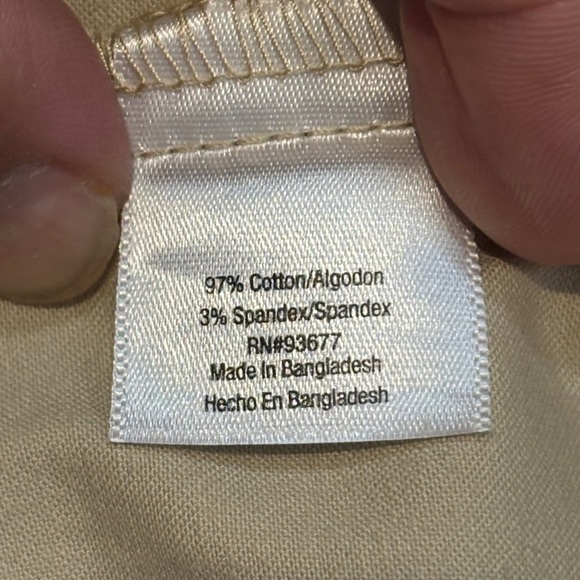 97% Cotton/Algodon
3% Spandex/Spandex
RN#93677
Made In Bangladesh
Hecho En Bangladesh